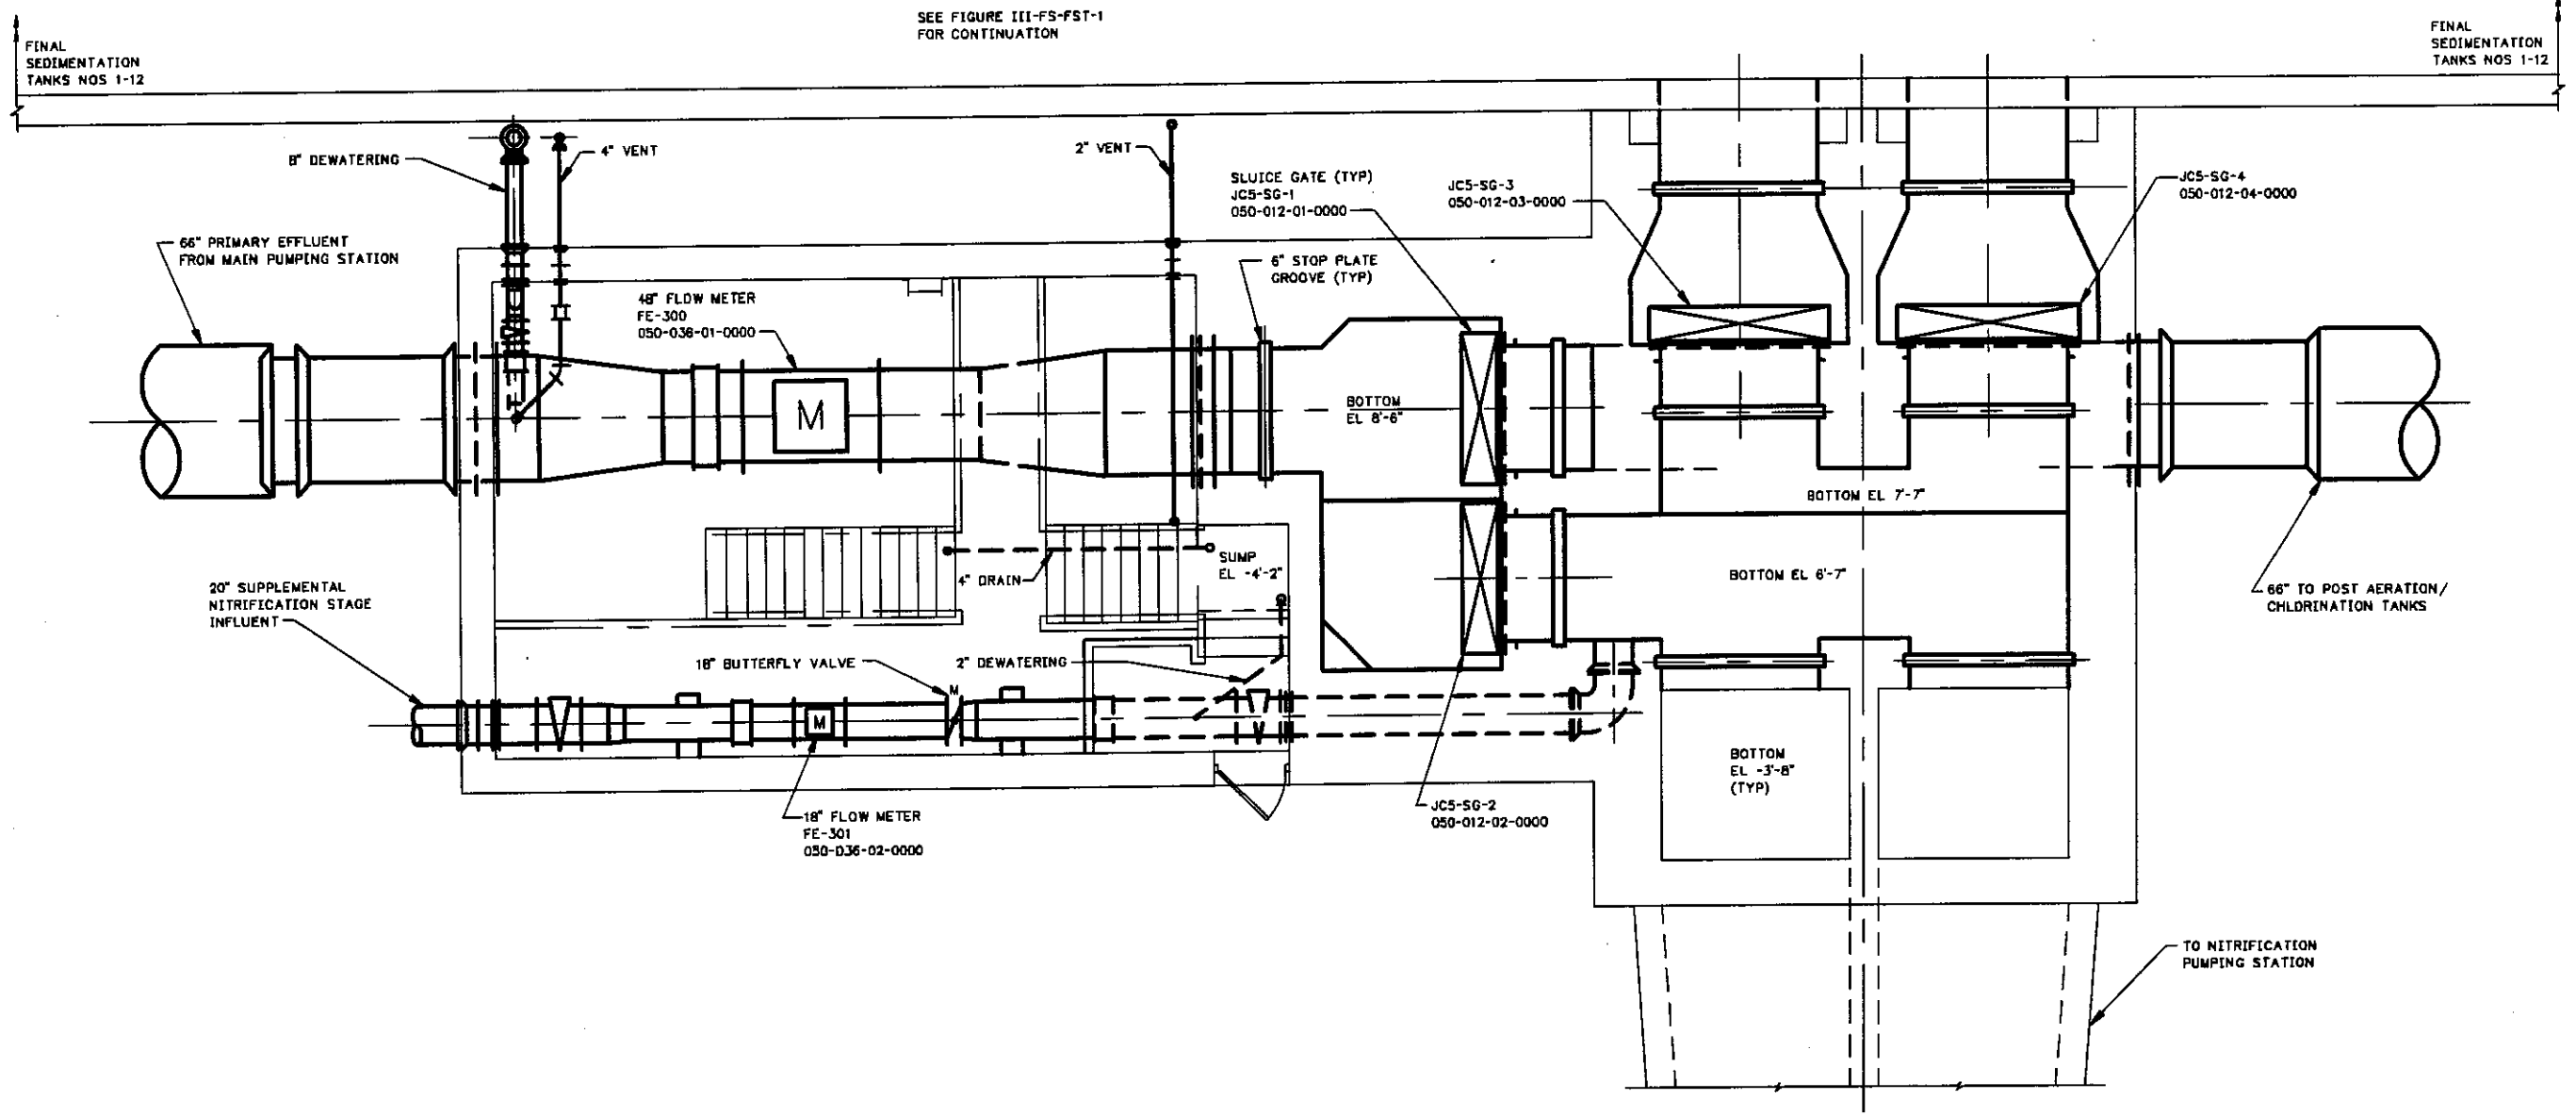 SEE FIGURE III-FS-FST-1
FOR CONTINUATION
FINAL
SEDIMENTATION
TANKS NOS 1-12
FINAL
SEDIMENTATION
TANKS NOS 1-12
8" DEWATERING
4" VENT
2" VENT
SLUICE GATE (TYP)
JC5-SG-1
050-012-01-0000
JC5-SG-3
050-012-03-0000
JC5-SG-4
050-012-04-0000
66" PRIMARY EFFLUENT
FROM MAIN PUMPING STATION
6" STOP PLATE
GROOVE (TYP)
48" FLOW METER
FE-300
050-036-01-0000
M
BOTTOM
EL 8'-6"
BOTTOM EL 7'-7"
SUMP
EL -4'-2"
4" DRAIN
BOTTOM EL 6'-7"
20" SUPPLEMENTAL
NITRIFICATION STAGE
INFLUENT
66" TO POST AERATION/
CHLORINATION TANKS
18" BUTTERFLY VALVE
2" DEWATERING
M
M
BOTTOM
EL -3'-8"
(TYP)
18" FLOW METER
FE-301
050-036-02-0000
JC5-SG-2
050-012-02-0000
TO NITRIFICATION
PUMPING STATION